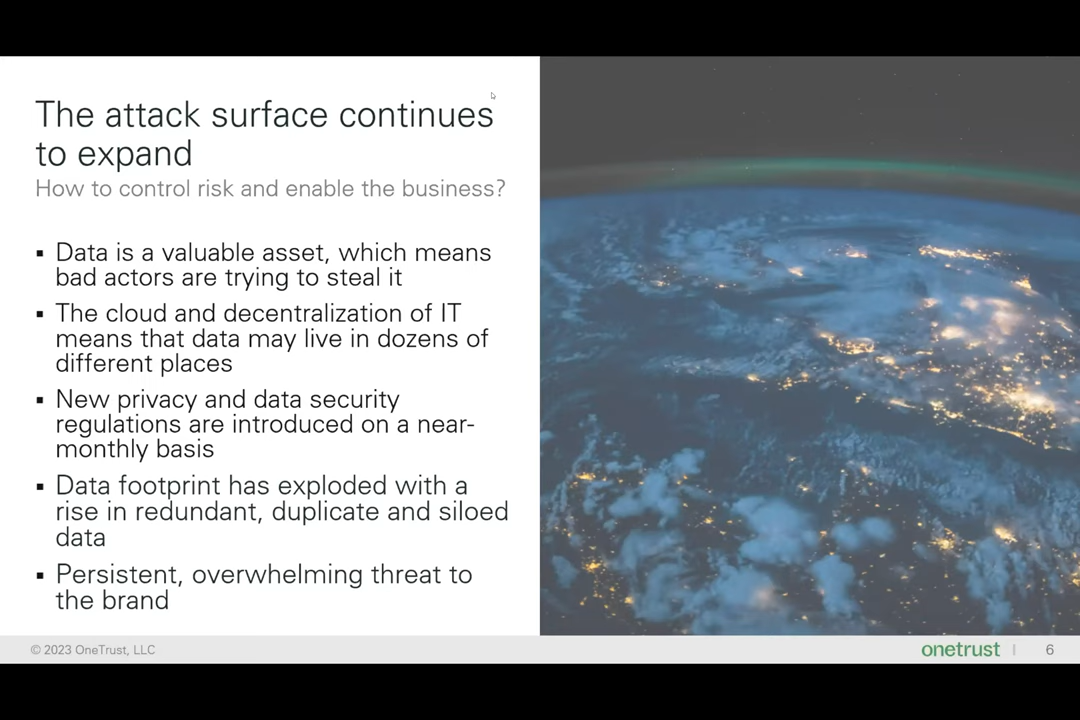 The attack surface continues
to expand
How to control risk and enable the business?
▪ Data is a valuable asset, which means
bad actors are trying to steal it
▪ The cloud and decentralization of IT
means that data may live in dozens of
different places
▪ New privacy and data security
regulations are introduced on a near-
monthly basis
▪ Data footprint has exploded with a
rise in redundant, duplicate and siloed
data
▪ Persistent, overwhelming threat to
the brand
© 2023 OneTrust, LLC
onetrust | 6